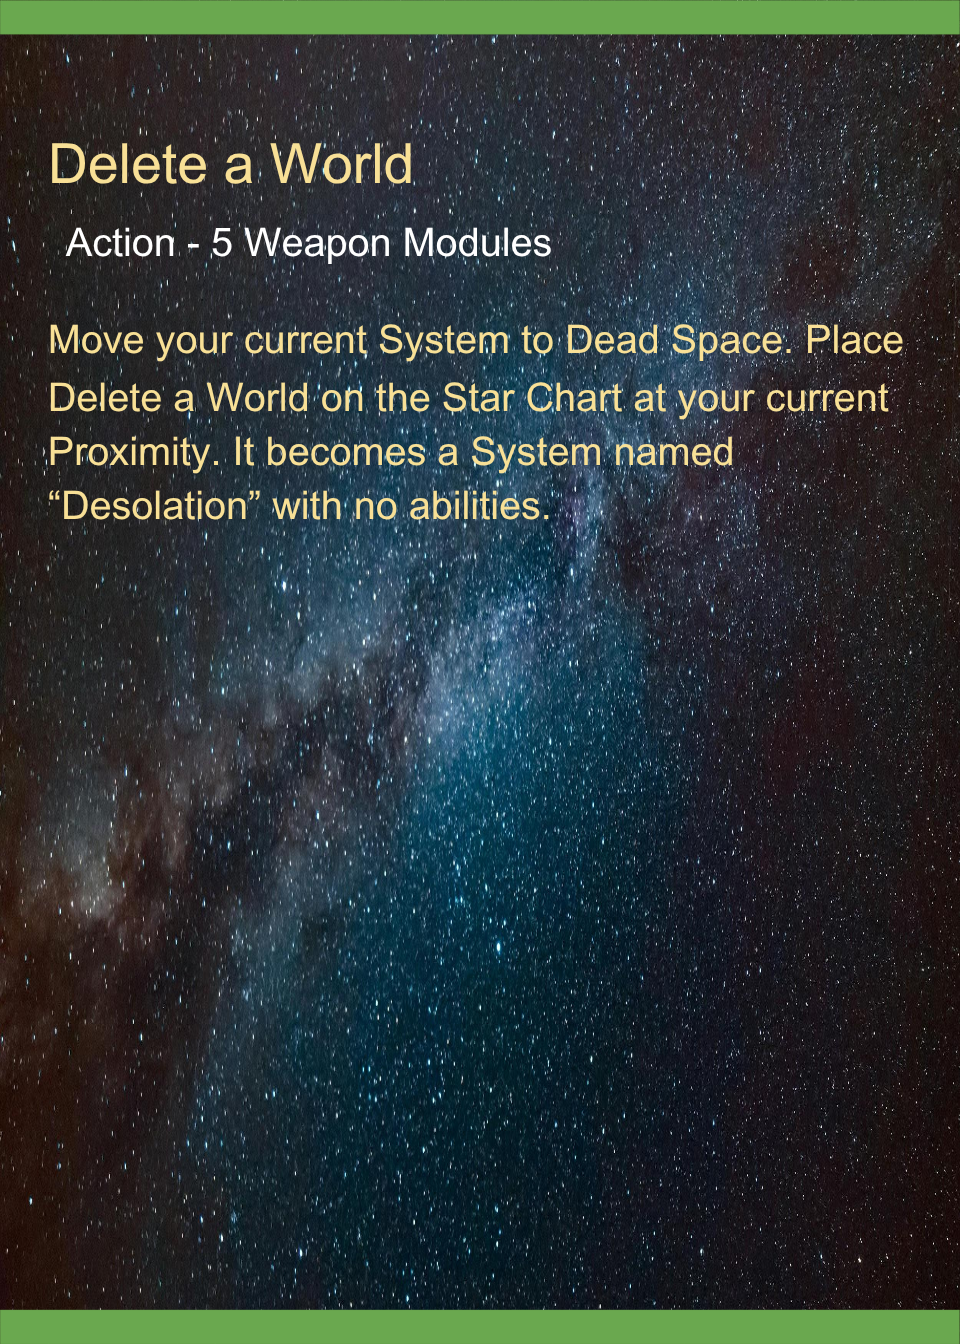 Delete a World
Action - 5 Weapon Modules
Move your current System to Dead Space. Place
Delete a World on the Star Chart at your current
Proximity. It becomes a System named
“Desolation” with no abilities.